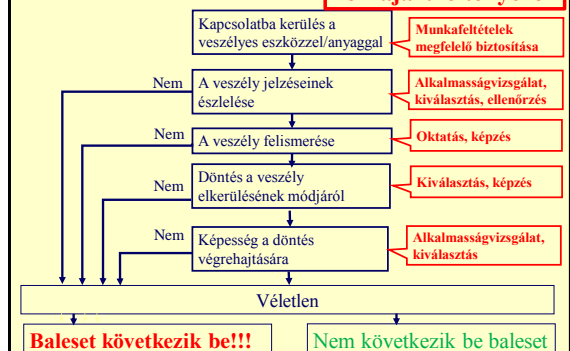 Kapcsolatba kerülés a
veszélyes eszközzel/anyaggal
Munkafeltételek
megfelelő biztosítása
Nem
A veszély jelzéseinek
észlelése
Alkalmasságvizsgálat,
kiválasztás, ellenőrzés
Nem
A veszély felismerése
Oktatás, képzés
Nem
Döntés a veszély
elkerülésének módjáról
Kiválasztás, képzés
Nem
Képesség a döntés
végrehajtására
Alkalmasságvizsgálat,
kiválasztás
Véletlen
Baleset következik be!!!
Nem következik be baleset